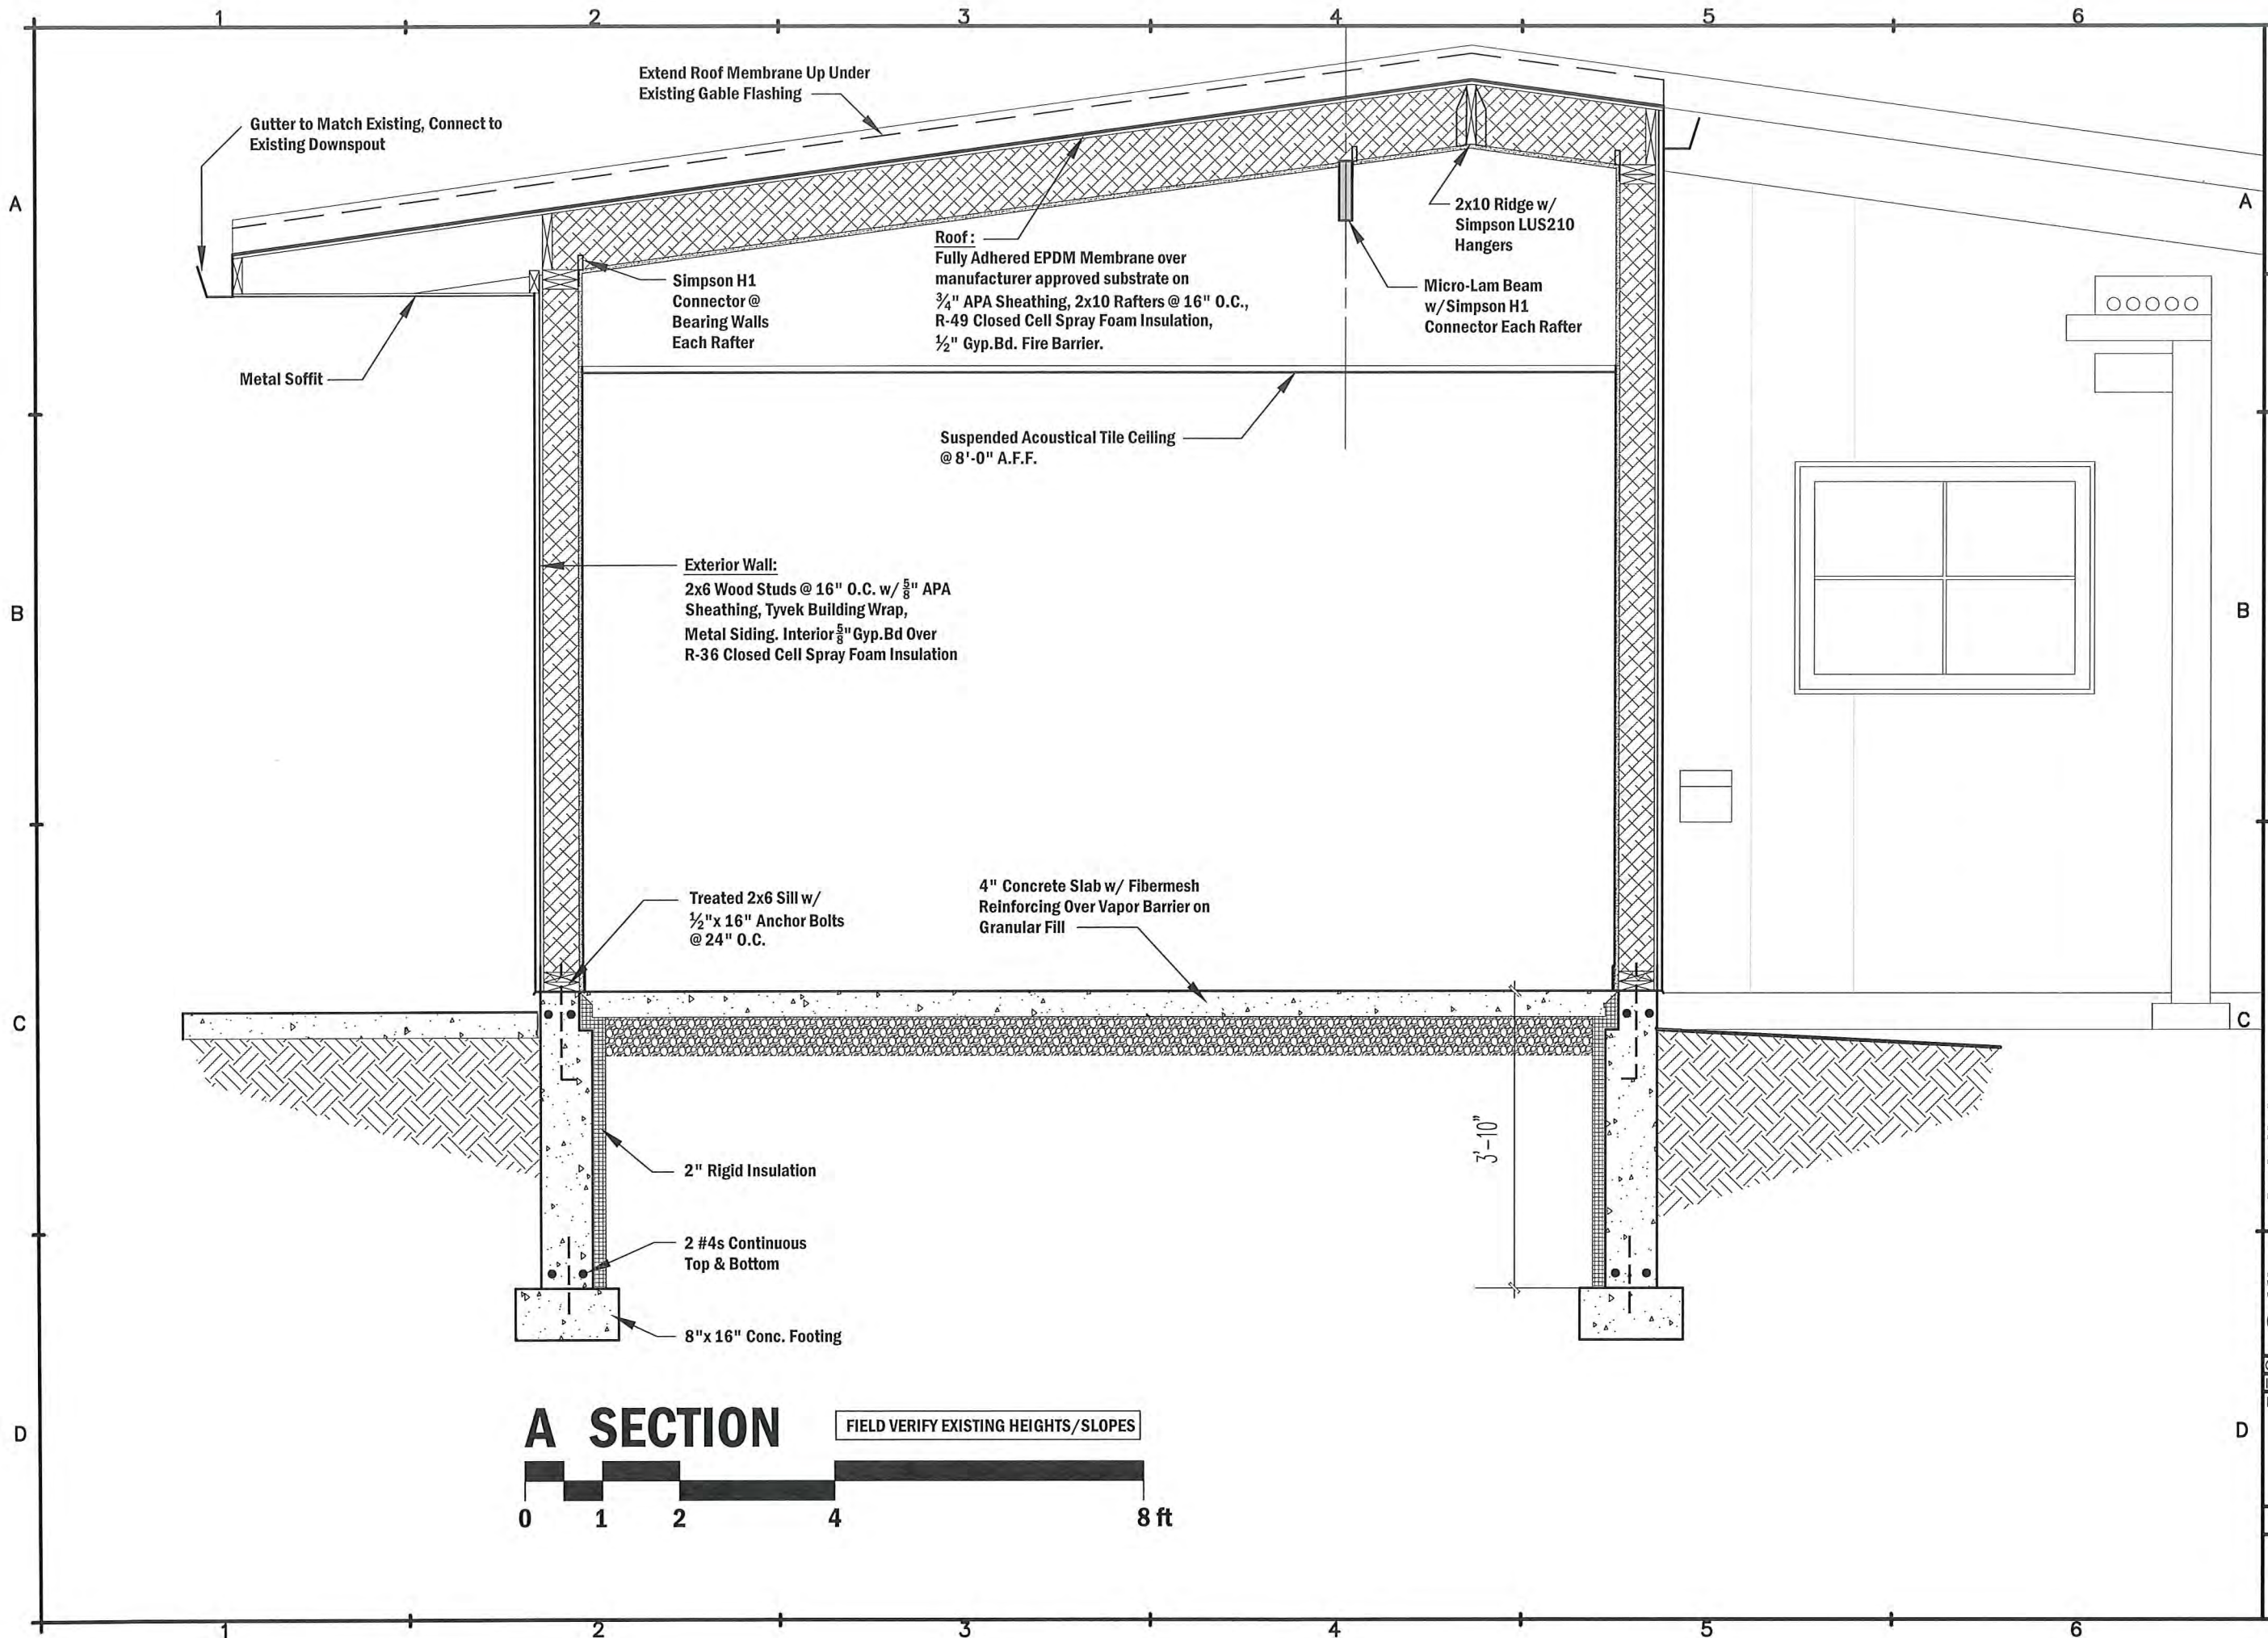 1 2 3 4 5 6
Extend Roof Membrane Up Under
Existing Gable Flashing
Gutter to Match Existing, Connect to
Existing Downspout
A
A
2x10 Ridge w/
Simpson LUS210
Hangers
Roof:
Fully Adhered EPDM Membrane over
manufacturer approved substrate on
¾" APA Sheathing, 2x10 Rafters @ 16" O.C.,
R-49 Closed Cell Spray Foam Insulation,
½" Gyp.Bd. Fire Barrier.
Simpson H1
Connector @
Bearing Walls
Each Rafter
Micro-Lam Beam
w/Simpson H1
Connector Each Rafter
Metal Soffit
Suspended Acoustical Tile Ceiling
@ 8'-0" A.F.F.
Exterior Wall:
2x6 Wood Studs @ 16" O.C. w/ ⅝" APA
Sheathing, Tyvek Building Wrap,
Metal Siding. Interior ⅝" Gyp.Bd Over
R-36 Closed Cell Spray Foam Insulation
B
B
Treated 2x6 Sill w/
½"x 16" Anchor Bolts
@ 24" O.C.
4" Concrete Slab w/ Fibermesh
Reinforcing Over Vapor Barrier on
Granular Fill
C
C
3'-10"
2" Rigid Insulation
2 #4s Continuous
Top & Bottom
8"x 16" Conc. Footing
A SECTION
FIELD VERIFY EXISTING HEIGHTS/SLOPES
0 1 2 4 8 ft
D
D
1 2 3 4 5 6